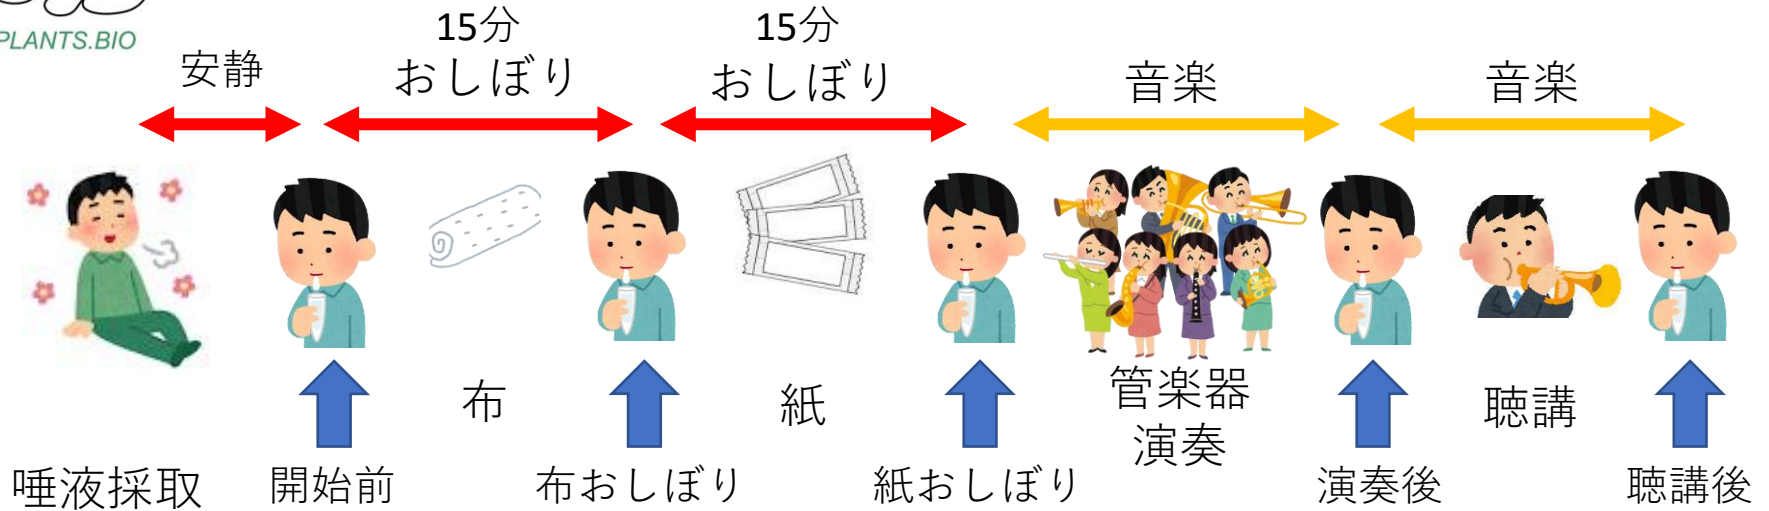 PLANTS.BIO
安静
15分
おしぼり
15分
おしぼり
音楽
音楽
布
紙
管楽器
演奏
聴講
唾液採取
開始前
布おしぼり
紙おしぼり
演奏後
聴講後